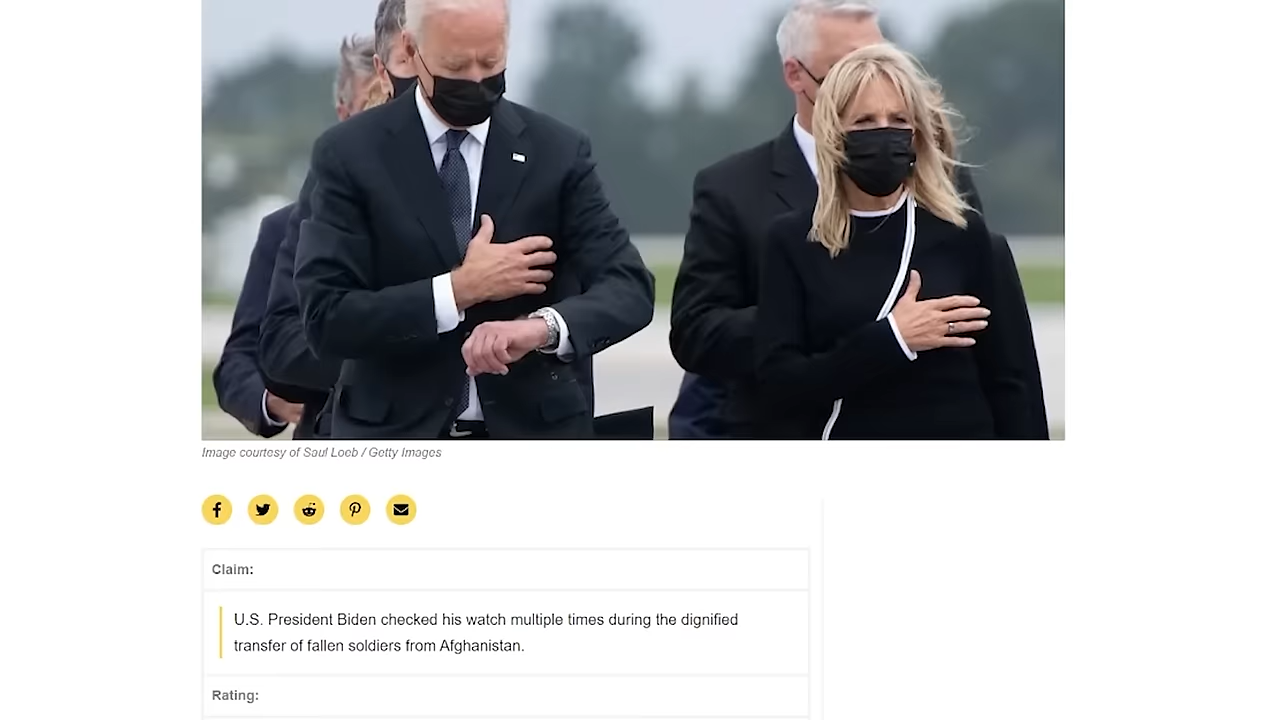 Image courtesy of Saul Loeb / Getty Images
Claim:
U.S. President Biden checked his watch multiple times during the dignified
transfer of fallen soldiers from Afghanistan.
Rating: